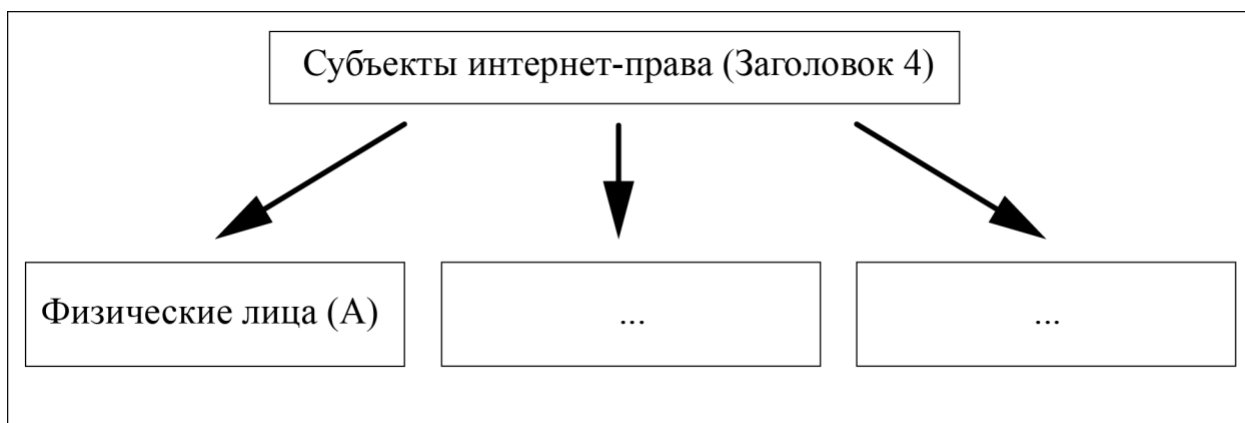 Субъекты интернет-права (Заголовок 4)
Физические лица (А)
...
...